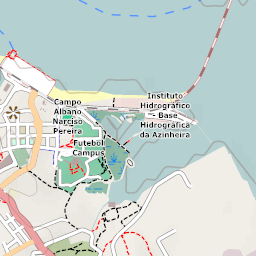 Campo
Albano
Narciso
Pereira
Futebol
Campus
Instituto
Hidrográfico
Base
Hidrográfica
da Azinheira